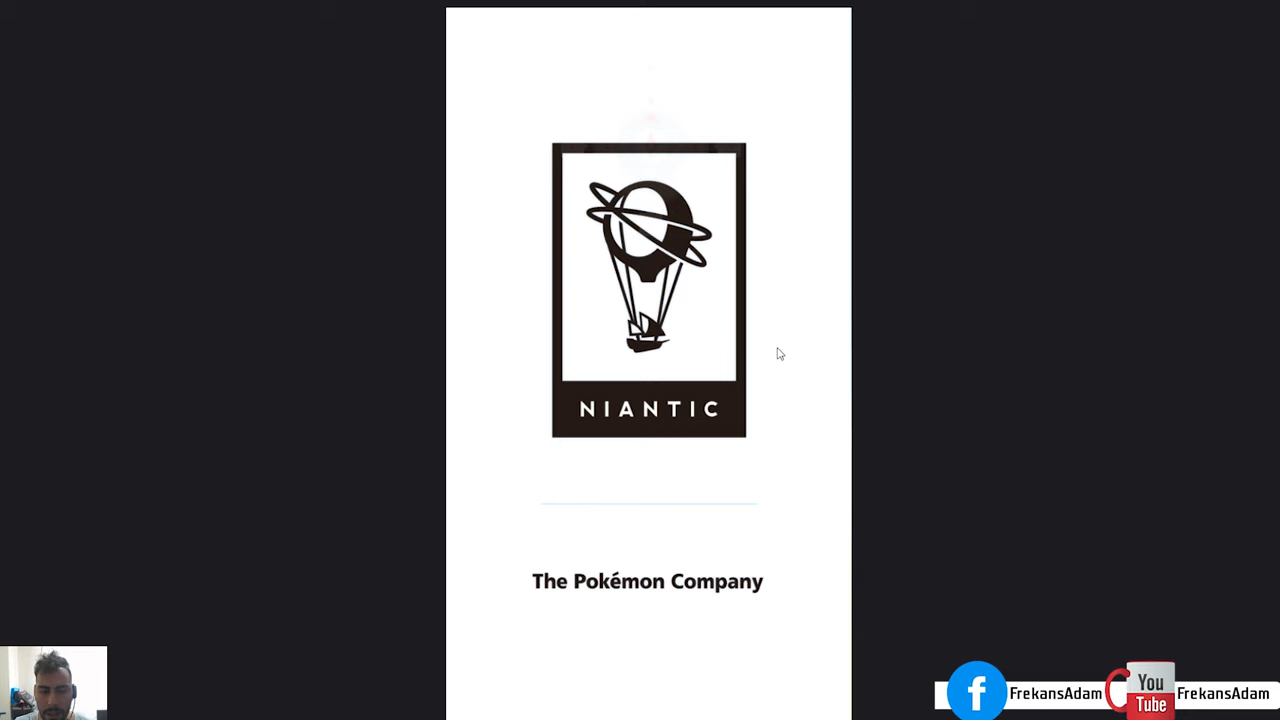 NIANTIC
The Pokémon Company
FrekansAdam
You
Tube
FrekansAdam